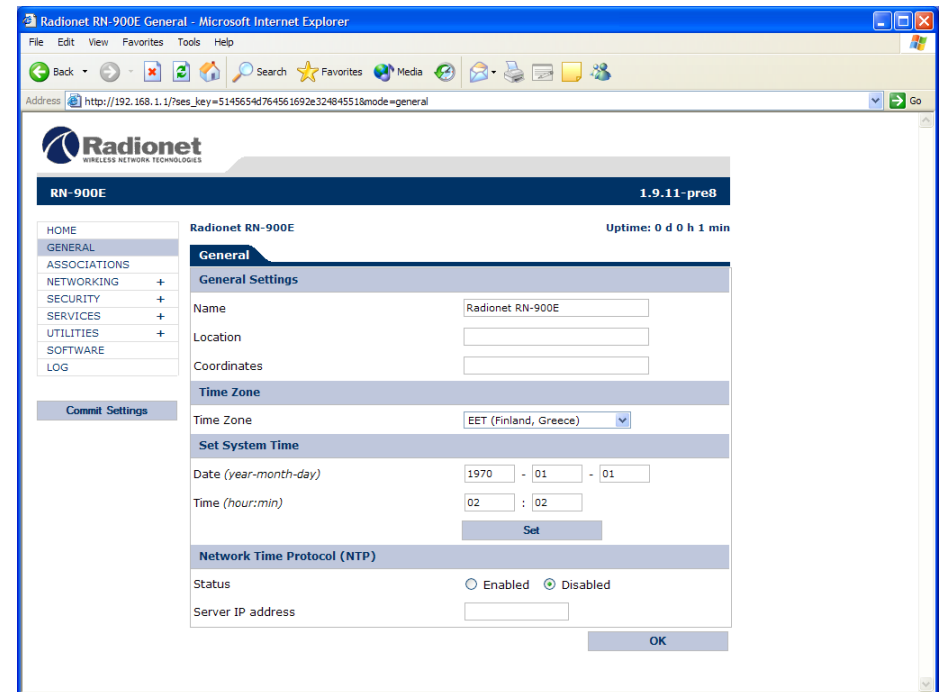 Radionet RN-900E General - Microsoft Internet Explorer
File Edit View Favorites Tools Help
Back Search Favorites Media
Address http://192.168.1.1/?ses_key=5145654d764561692e32484551&mode=general Go
Radionet
WIRELESS NETWORK TECHNOLOGIES
RN-900E 1.9.11-pre8
HOME
GENERAL
ASSOCIATIONS
NETWORKING +
SECURITY +
SERVICES +
UTILITIES +
SOFTWARE
LOG
Commit Settings
Radionet RN-900E Uptime: 0 d 0 h 1 min
General
General Settings
Name Radionet RN-900E
Location
Coordinates
Time Zone
Time Zone EET (Finland, Greece)
Set System Time
Date (year-month-day) 1970 - 01 - 01
Time (hour:min) 02 : 02
Set
Network Time Protocol (NTP)
Status Enabled Disabled
Server IP address
OK